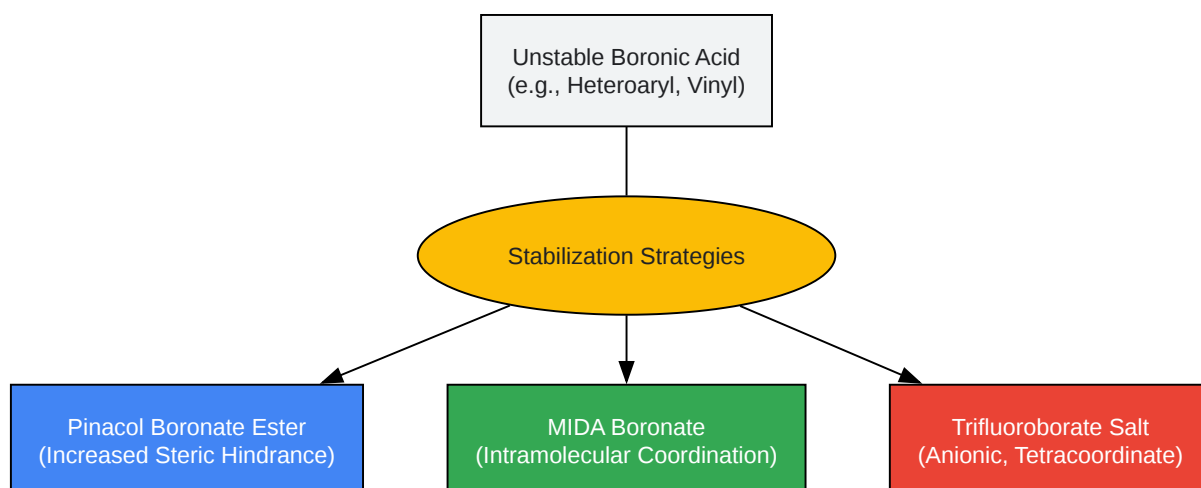 Unstable Boronic Acid
(e.g., Heteroaryl, Vinyl)
Stabilization Strategies
Pinacol Boronate Ester
(Increased Steric Hindrance)
MIDA Boronate
(Intramolecular Coordination)
Trifluoroborate Salt
(Anionic, Tetracoordinate)